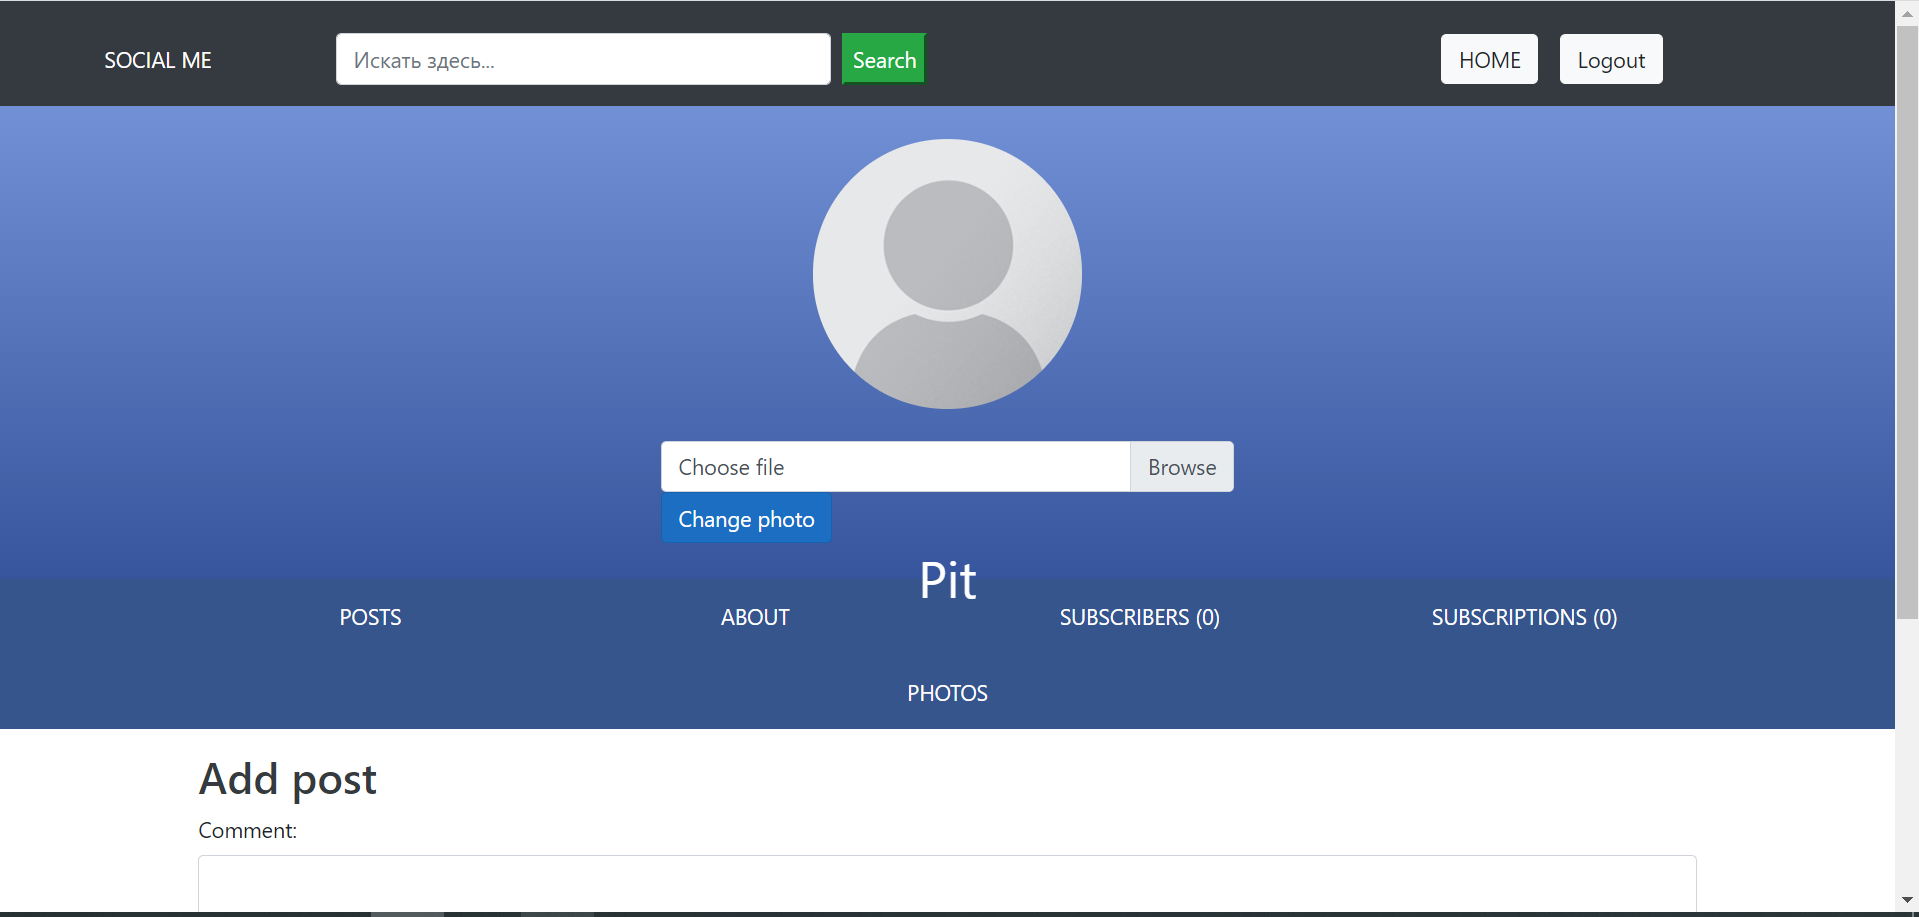 SOCIAL ME
Искать здесь...
Search
HOME
Logout
Choose file
Browse
Change photo
Pit
POSTS
ABOUT
SUBSCRIBERS (0)
SUBSCRIPTIONS (0)
PHOTOS
Add post
Comment: